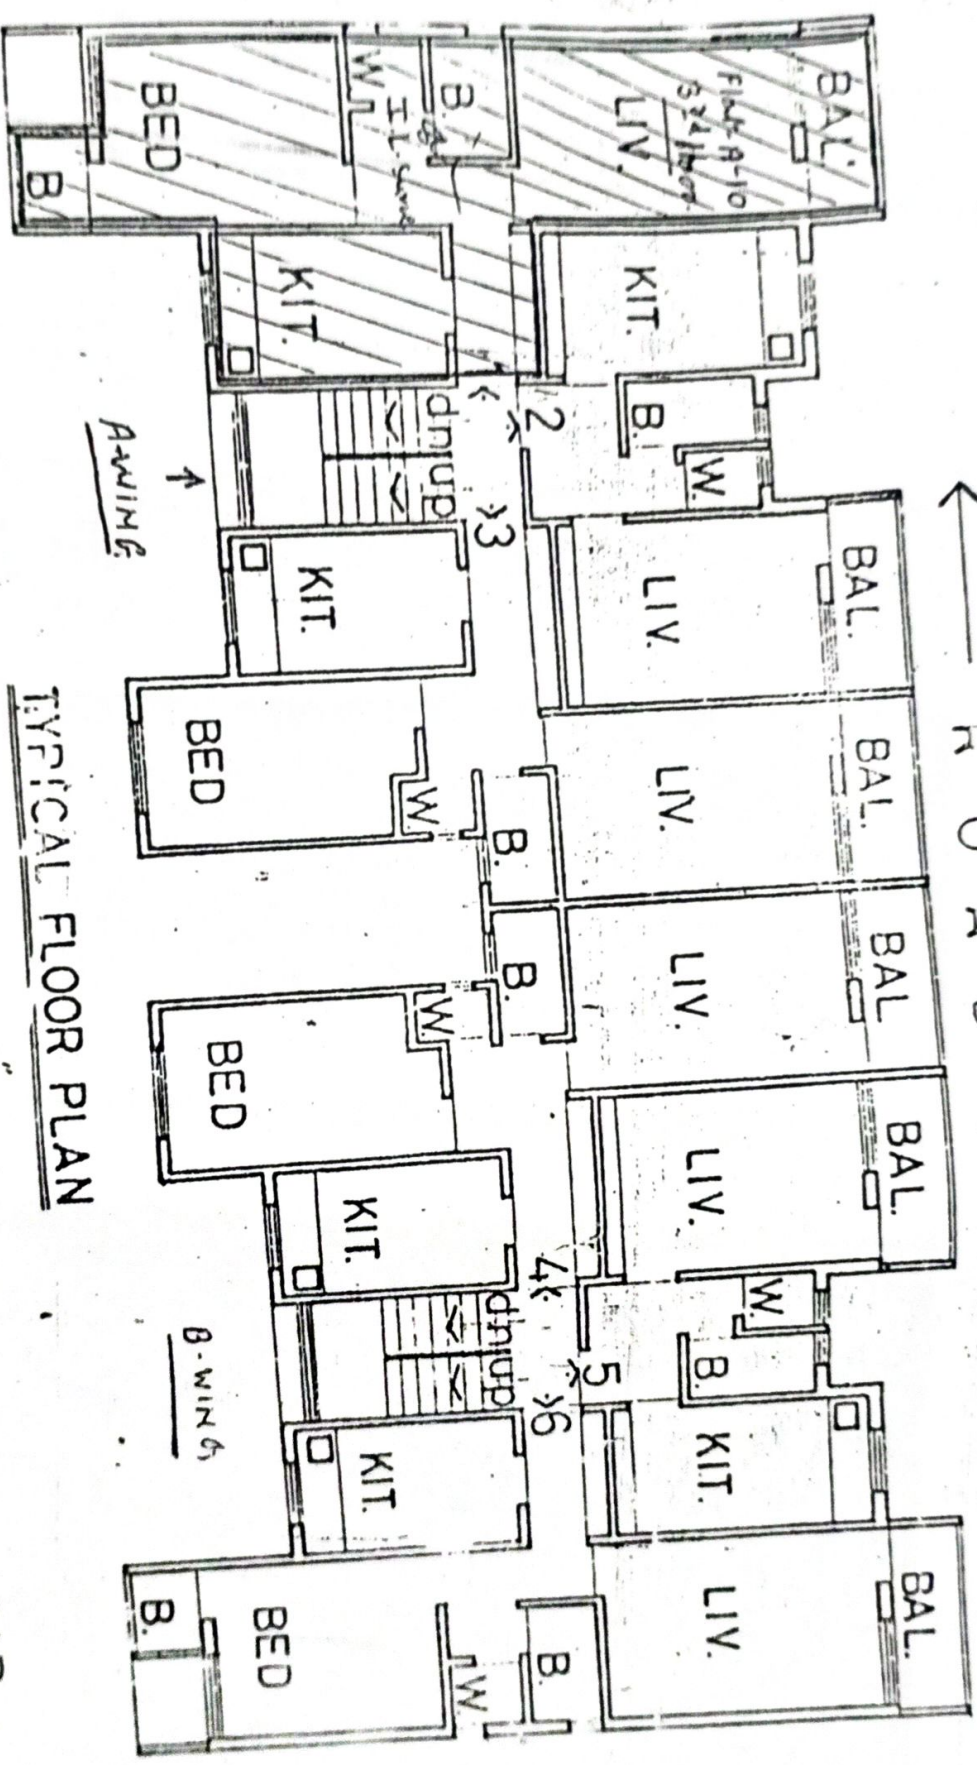 R O A D
BAL.
BAL.
BAL.
BAL
BAL.
BAL.
Flat-A-10
LIV.
KIT.
B.
W.
LIV.
LIV.
LIV.
LIV.
W
B.
KIT.
LIV.
B.
W
2
3
dn up
B.
B.
W
W
4
5
6
dn up
B.
W
BED
KIT.
KIT.
BED
BED
KIT.
KIT.
BED
B
B.
A-WING
B-WING
TYPICAL FLOOR PLAN